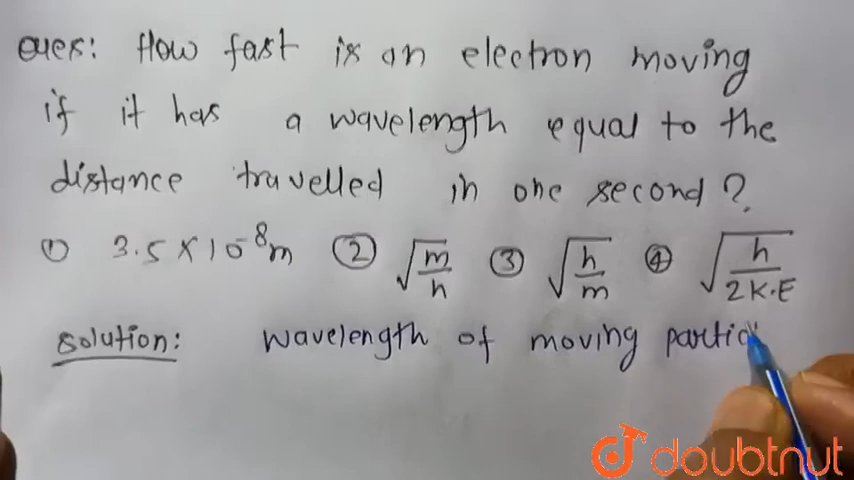 Ques: How fast is an electron moving
if it has a wavelength equal to the
distance travelled in one second?
① 3.5 × 10⁻⁸m ② √(m/h) ③ √(h/m) ④ √(h/2K.E)
Solution: Wavelength of moving partic
doubtnut